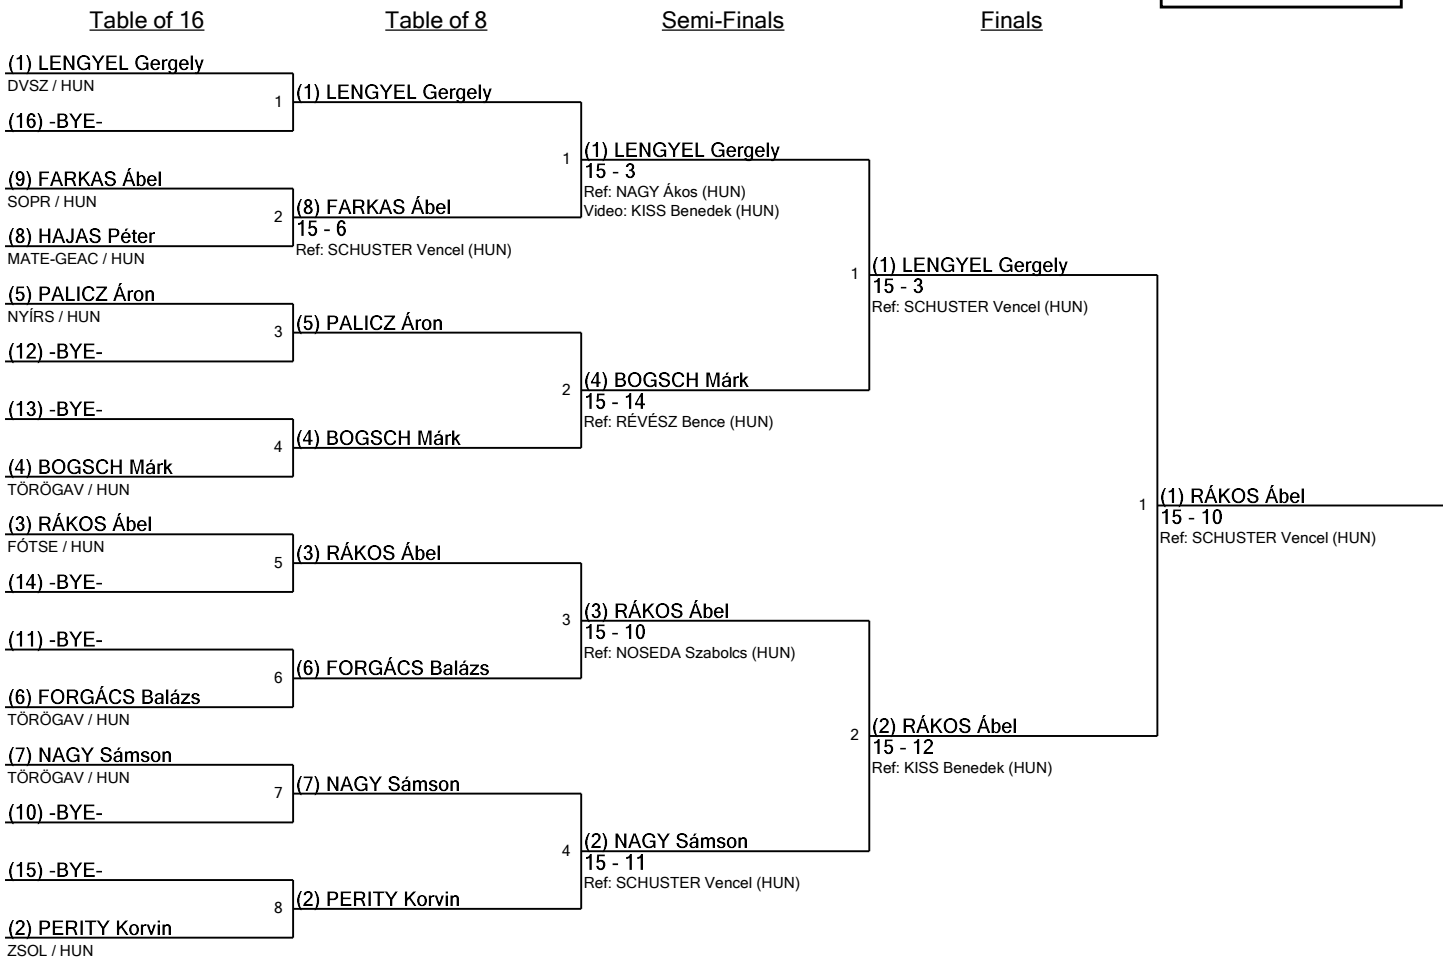 Table of 16
Table of 8
Semi-Finals
Finals
(1) LENGYEL Gergely
DVSZ / HUN
(16) -BYE-
1
(9) FARKAS Ábel
SOPR / HUN
(8) HAJAS Péter
MATE-GEAC / HUN
2
(5) PALICZ Áron
NYÍRS / HUN
(12) -BYE-
3
(13) -BYE-
(4) BOGSCH Márk
TÖRÖGAV / HUN
4
(3) RÁKOS Ábel
FÓTSE / HUN
(14) -BYE-
5
(11) -BYE-
(6) FORGÁCS Balázs
TÖRÖGAV / HUN
6
(7) NAGY Sámson
TÖRÖGAV / HUN
(10) -BYE-
7
(15) -BYE-
(2) PERITY Korvin
ZSOL / HUN
8
(1) LENGYEL Gergely
(8) FARKAS Ábel
15 - 6
Ref: SCHUSTER Vencel (HUN)
1
(5) PALICZ Áron
(4) BOGSCH Márk
2
(3) RÁKOS Ábel
(6) FORGÁCS Balázs
3
(7) NAGY Sámson
(2) PERITY Korvin
4
(1) LENGYEL Gergely
15 - 3
Ref: NAGY Ákos (HUN)
Video: KISS Benedek (HUN)
(4) BOGSCH Márk
15 - 14
Ref: RÉVÉSZ Bence (HUN)
1
(3) RÁKOS Ábel
15 - 10
Ref: NOSEDA Szabolcs (HUN)
(2) NAGY Sámson
15 - 11
Ref: SCHUSTER Vencel (HUN)
2
(1) LENGYEL Gergely
15 - 3
Ref: SCHUSTER Vencel (HUN)
(2) RÁKOS Ábel
15 - 12
Ref: KISS Benedek (HUN)
1
(1) RÁKOS Ábel
15 - 10
Ref: SCHUSTER Vencel (HUN)